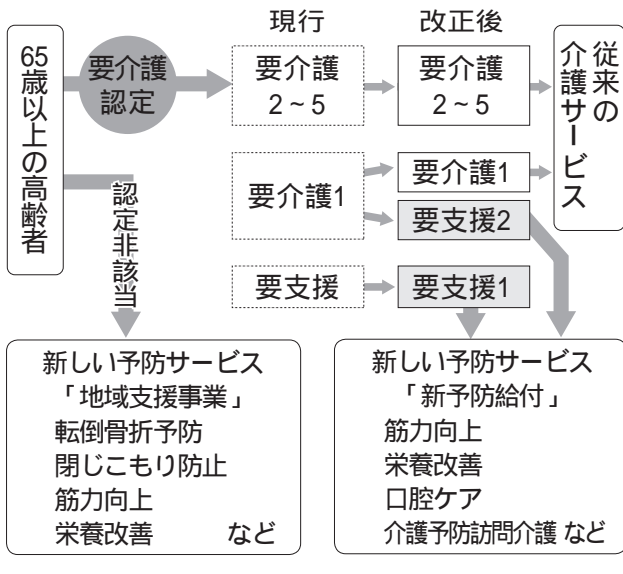 現行
改正後
65歳以上の高齢者
要介護
認定
要介護
2~5
要介護
2~5
従来の
介護サービス
要介護1
要介護1
要支援2
認定非該当
要支援
要支援1
新しい予防サービス
「地域支援事業」
転倒骨折予防
閉じこもり防止
筋力向上
栄養改善 など
新しい予防サービス
「新予防給付」
筋力向上
栄養改善
口腔ケア
介護予防訪問介護 など